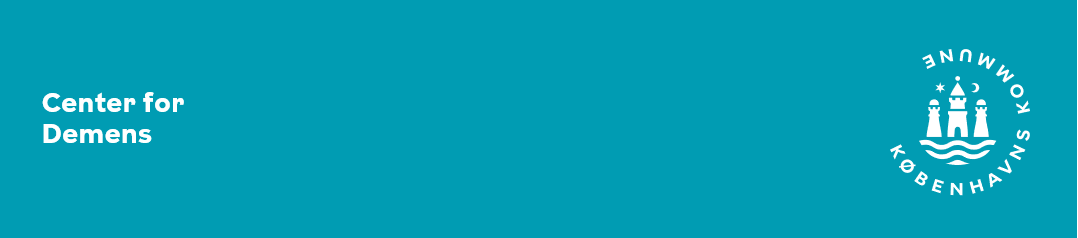 Center for
Demens
KØBENHAVNS KOMMUNE